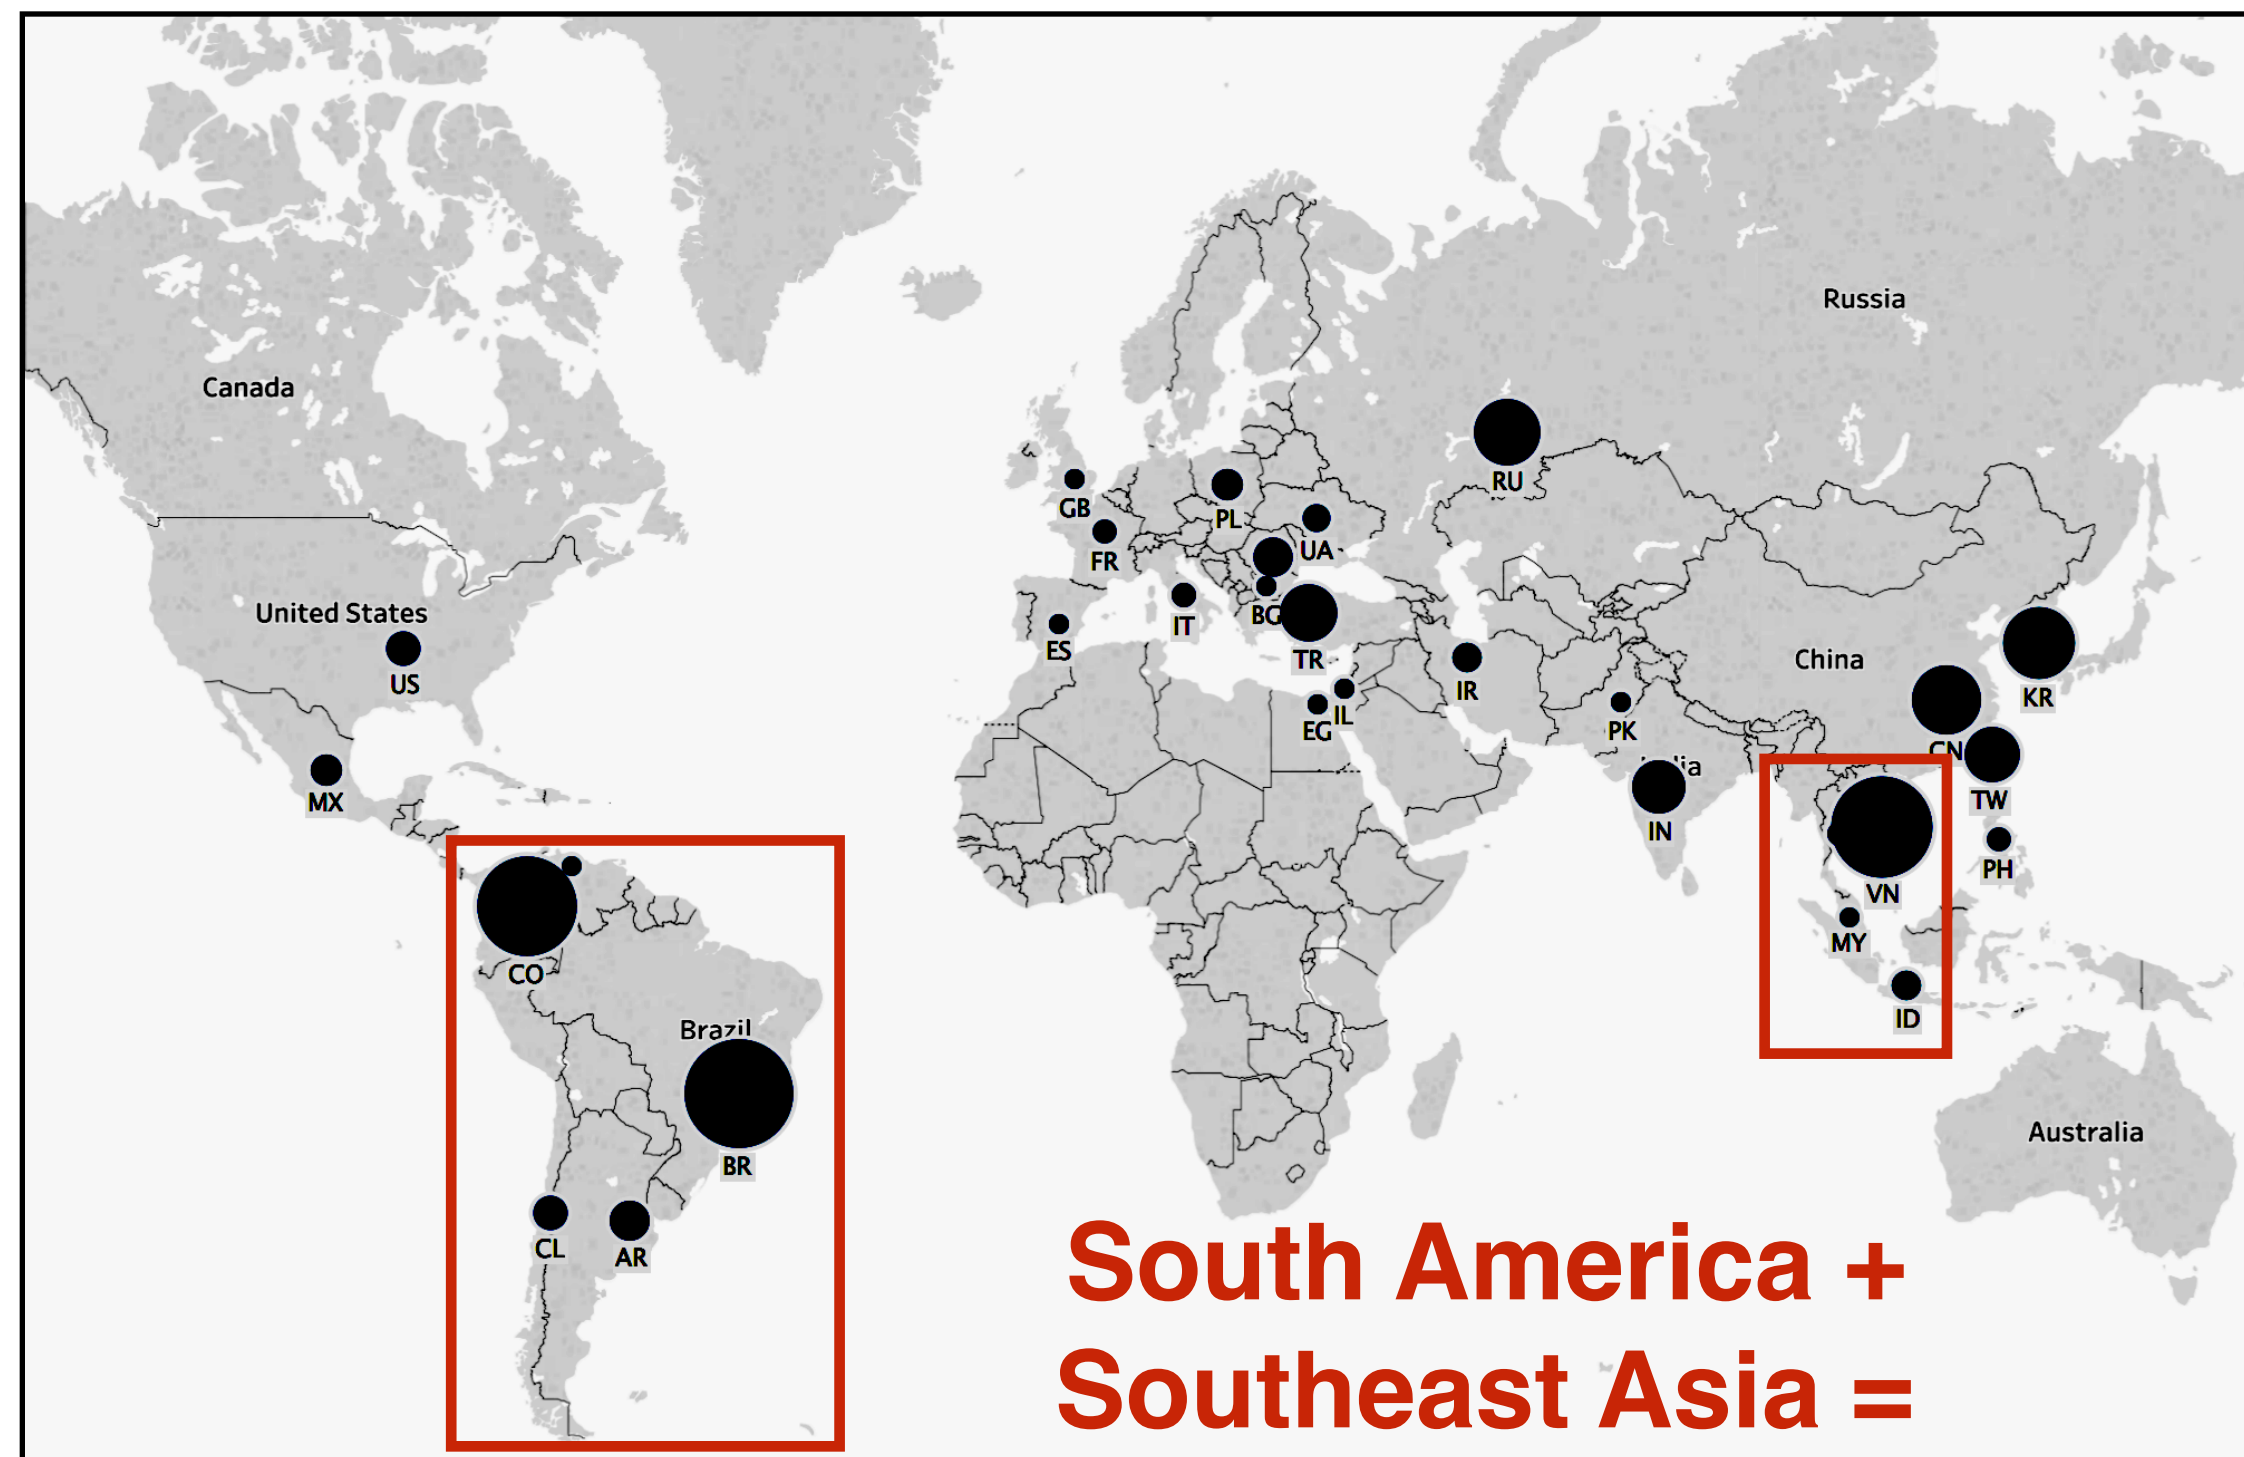 Russia
Canada
RU
GB
PL
FR
UA
United States
BG
IT
ES
TR
China
US
IR
KR
IL
EG
PK
CN
MX
TW
IN
PH
VN
MY
CO
ID
Brazil
Australia
BR
CL
AR
South America +
Southeast Asia =